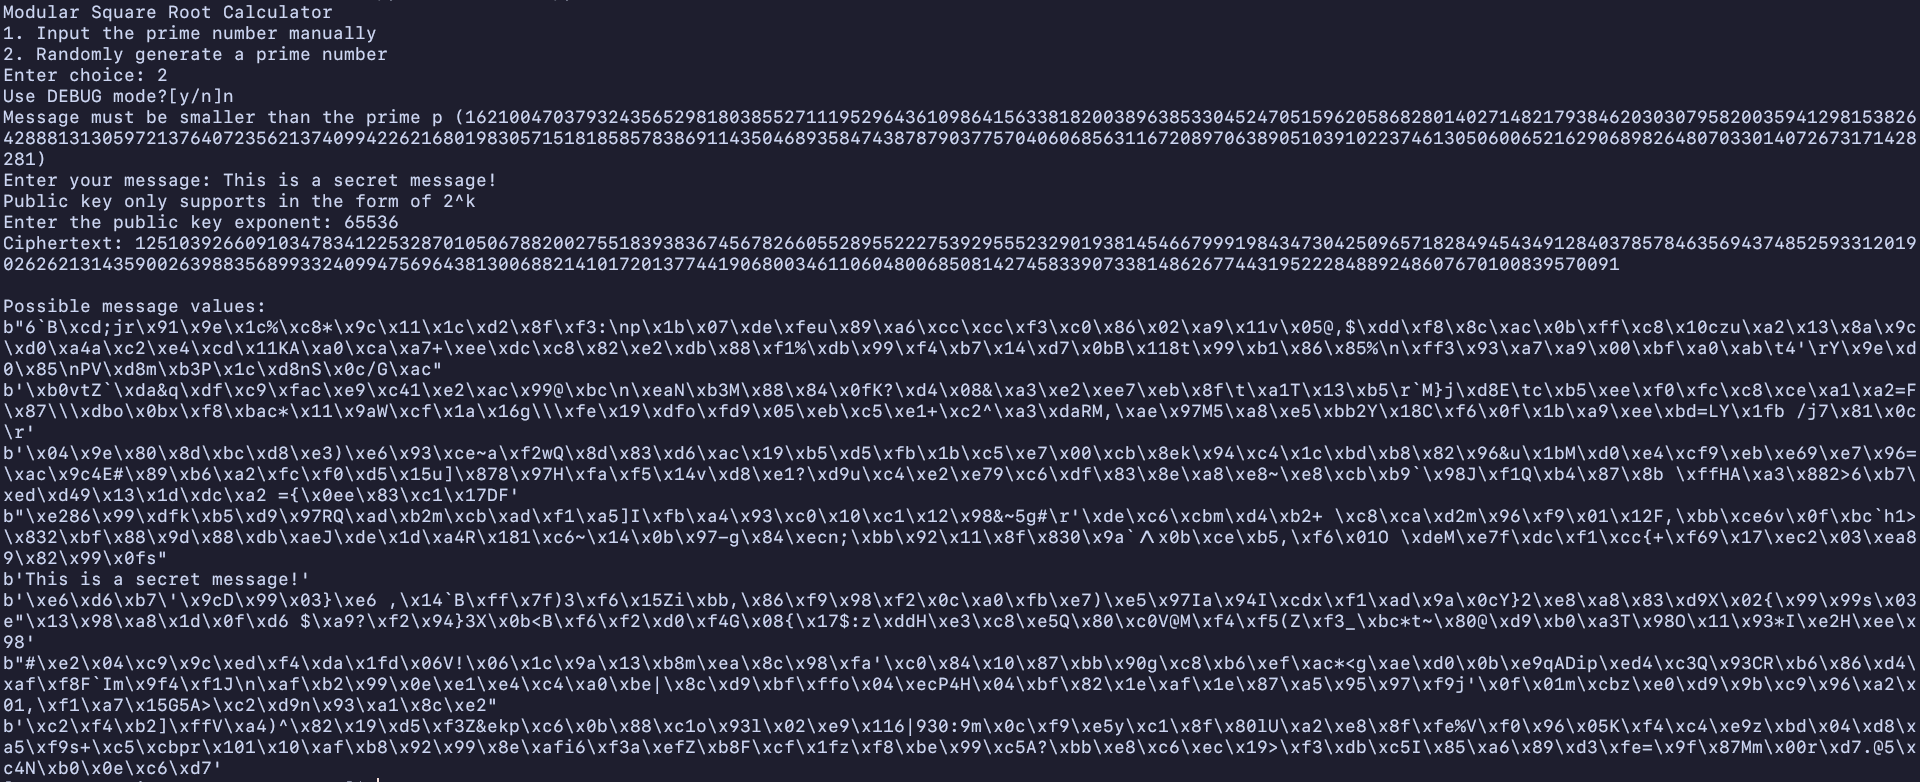 Modular Square Root Calculator
1. Input the prime number manually
2. Randomly generate a prime number
Enter choice: 2
Use DEBUG mode?[y/n]n
Message must be smaller than the prime p (162100470379324356529818038552711195296436109864156338182003896385330452470515962058682801402714821793846203030795820035941298153826
428881313059721376407235621374099422621680198305715181858578386911435046893584743878790377570406068563116720897063890510391022374613050600652162906898264807033014072673171428
281)
Enter your message: This is a secret message!
Public key only supports in the form of 2^k
Enter the public key exponent: 65536
Ciphertext: 125103926609103478341225328701050678820027551839383674567826605528955222753929555232901938145466799919843473042509657182849454349128403785784635694374852593312019
02626213143590026398835689933240994756964381300688214101720137744190680034611060480068508142745833907338148626774431952228488924860767010083957​0091

Possible message values:
b"6`B\xcd;jr\x91\x9e\x1c%\xc8*\x9c\x11\x1c\xd2\x8f\xf3:\np\x1b\x07\xde\xfeu\x89\xa6\xcc\xcc\xf3\xc0\x86\x02\xa9\x11v\x05@,$\xdd\xf8\x8c\xac\x0b\xff\xc8\x10czu\xa2\x13\x8a\x9c
\xd0\xa4a\xc2\xe4\xcd\x11KA\xa0\xca\xa7+\xee\xdc\xc8\x82\xe2\xdb\x88\xf1%\xdb\x99\xf4\xb7\x14\xd7\x0bB\x118t\x99\xb1\x86\x85%\n\xff3\x93\xa7\xa9\x00\xbf\xa0\xab\t4'\rY\x9e\xd
0\x85\nPV\xd8m\xb3P\x1c\xd8nS\x0c/G\xac"
b'\xb0vtZ`\xda&q\xdf\xc9\xfac\xe9\xc41\xe2\xac\x99@\xbc\n\xeaN\xb3M\x88\x84\x0fK?\xd4\x08&\xa3\xe2\xee7\xeb\x8f\t\xa1T\x13\xb5\r`M}j\xd8E\tc\xb5\xee\xf0\xfc\xc8\xce\xa1\xa2=F
\x87\\\xdbo\x0bx\xf8\xbac*\x11\x9aW\xcf\x1a\x16g\\\xfe\x19\xdfo\xfd9\x05\xeb\xc5\xe1+\xc2^\xa3\xdaRM,\xae\x97M5\xa8\xe5\xbb2Y\x18C\xf6\x0f\x1b\xa9\xee\xbd=LY\x1fb /j7\x81\x0c
\r'
b'\x04\x9e\x80\x8d\xbc\xd8\xe3)\xe6\x93\xce~a\xf2wQ\x8d\x83\xd6\xac\x19\xb5\xd5\xfb\x1b\xc5\xe7\x00\xcb\x8ek\x94\xc4\x1c\xbd\xb8\x82\x96&u\x1bM\xd0\xe4\xcf9\xeb\xe69\xe7\x96=
\xac\x9c4E#\x89\xb6\xa2\xfc\xf0\xd5\x15u]\x878\x97H\xfa\xf5\x14v\xd8\xe1?\xd9u\xc4\xe2\xe79\xc6\xdf\x83\x8e\xa8\xe8~\xe8\xcb\xb9`\x98J\xf1Q\xb4\x87\x8b \xffHA\xa3\x882>6\xb7\
\xed\xd49\x13\x1d\xdc\xa2 ={\x0ee\x83\xc1\x17DF'
b"\xe286\x99\xdfk\xb5\xd9\x97RQ\xad\xb2m\xcb\xad\xf1\xa5]I\xfb\xa4\x93\xc0\x10\xc1\x12\x98&~5g#\r'\xde\xc6\xcbm\xd4\xb2+ \xc8\xca\xd2m\x96\xf9\x01\x12F,\xbb\xce6v\x0f\xbc`h1>
\x832\xbf\x88\x9d\x88\xdb\xaeJ\xde\x1d\xa4R\x181\xc6~\x14\x0b\x97-g\x84\xecn;\xbb\x92\x11\x8f\x830\x9a`^\x0b\xce\xb5,\xf6\x01O \xdeM\xe7f\xdc\xf1\xcc{+\xf69\x17\xec2\x03\xea8
9\x82\x99\x0fs"
b'This is a secret message!'
b'\xe6\xd6\xb7\'\x9cD\x99\x03}\xe6 ,\x14`B\xff\x7f)3\xf6\x15Zi\xbb,\x86\xf9\x98\xf2\x0c\xa0\xfb\xe7)\xe5\x97Ia\x94I\xcdx\xf1\xad\x9a\x0cY}2\xe8\xa8\x83\xd9X\x02{\x99\x99s\x03
e"\x13\x98\xa8\x1d\x0f\xd6 $\xa9?\xf2\x94}3X\x0b<B\xf6\xf2\xd0\xf4G\x08{\x17$:z\xddH\xe3\xc8\xe5Q\x80\xc0V@M\xf4\xf5(Z\xf3_\xbc*t~\x80@\xd9\xb0\xa3T\x98O\x11\x93*I\xe2H\xee\x
98'
b"#\xe2\x04\xc9\x9c\xed\xf4\xda\x1fd\x06V!\x06\x1c\x9a\x13\xb8m\xea\x8c\x98\xfa'\xc0\x84\x10\x87\xbb\x90g\xc8\xb6\xef\xac*<g\xae\xd0\x0b\xe9qADip\xed4\xc3Q\x93CR\xb6\x86\xd4\
\xaf\xf8F`Im\x9f4\xf1J\n\xaf\xb2\x99\x0e\xe1\xe4\xc4\xa0\xbe|\x8c\xd9\xbf\xffo\x04\xecP4H\x04\xbf\x82\x1e\xaf\x1e\x87\xa5\x95\x97\xf9j'\x0f\x01m\xcbz\xe0\xd9\x9b\xc9\x96\xa2\x
01,\xf1\xa7\x15G5A>\xc2\xd9n\x93\xa1\x8c\xe2"
b'\xc2\xf4\xb2]\xffV\xa4)^\x82\x19\xd5\xf3Z&ekp\xc6\x0b\x88\xc1o\x93l\x02\xe9\x116|930:9m\x0c\xf9\xe5y\xc1\x8f\x80lU\xa2\xe8\x8f\xfe%V\xf0\x96\x05K\xf4\xc4\xe9z\xbd\x04\xd8\x
a5\xf9s+\xc5\xcbpr\x101\x10\xaf\xb8\x92\x99\x8e\xafi6\xf3a\xefZ\xb8F\xcf\x1fz\xf8\xbe\x99\xc5A?\xbb\xe8\xc6\xec\x19>\xf3\xdb\xc5I\x85\xa6\x89\xd3\xfe=\x9f\x87Mm\x00r\xd7.@5\x
c4N\xb0\x0e\xc6\xd7'